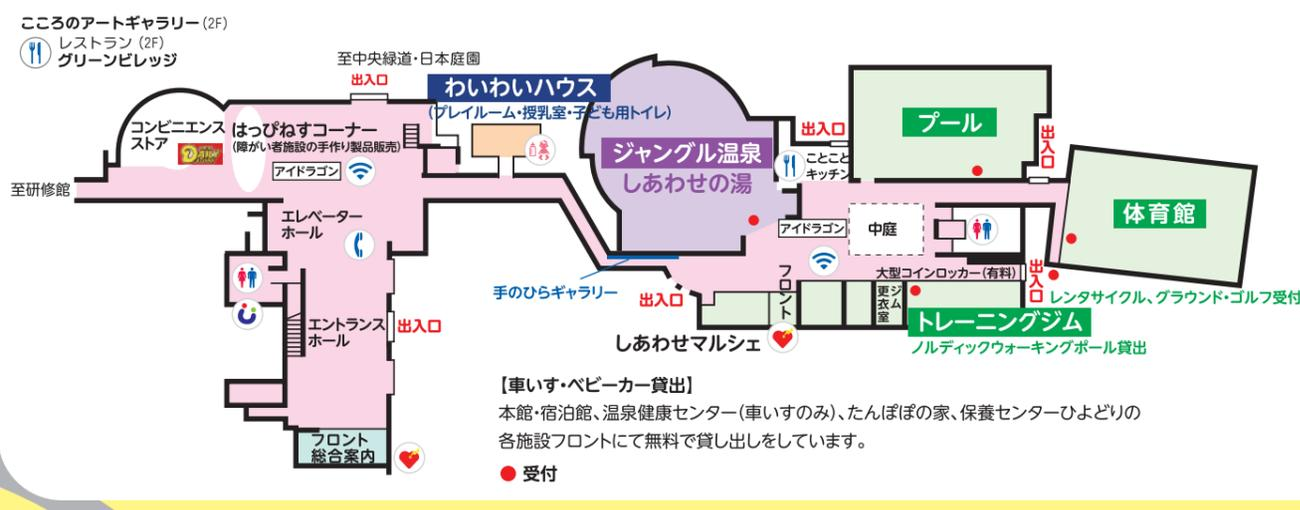 こころのアートギャラリー(2F)
レストラン(2F)
グリーンビレッジ
至中央緑道・日本庭園
出入口
わいわいハウス
(プレイルーム・授乳室・子ども用トイレ)
コンビニエンス
ストア
はっぴねすコーナー
(障がい者施設の手作り製品販売)
アイドラゴン
至研修館
エレベーター
ホール
エントランス
ホール
出入口
フロント
総合案内
ジャングル温泉
しあわせの湯
手のひらギャラリー
出入口
ことこと
キッチン
出入口
プール
出入口
体育館
アイドラゴン
中庭
大型コインロッカー(有料)
フロント
ジム
更衣室
出入口
レンタサイクル、グラウンド・ゴルフ受付
トレーニングジム
ノルディックウォーキングポール貸出
しあわせマルシェ
【車いす・ベビーカー貸出】
本館・宿泊館、温泉健康センター(車いすのみ)、たんぽぽの家、保養センターひよどりの
各施設フロントにて無料で貸し出しをしています。
受付